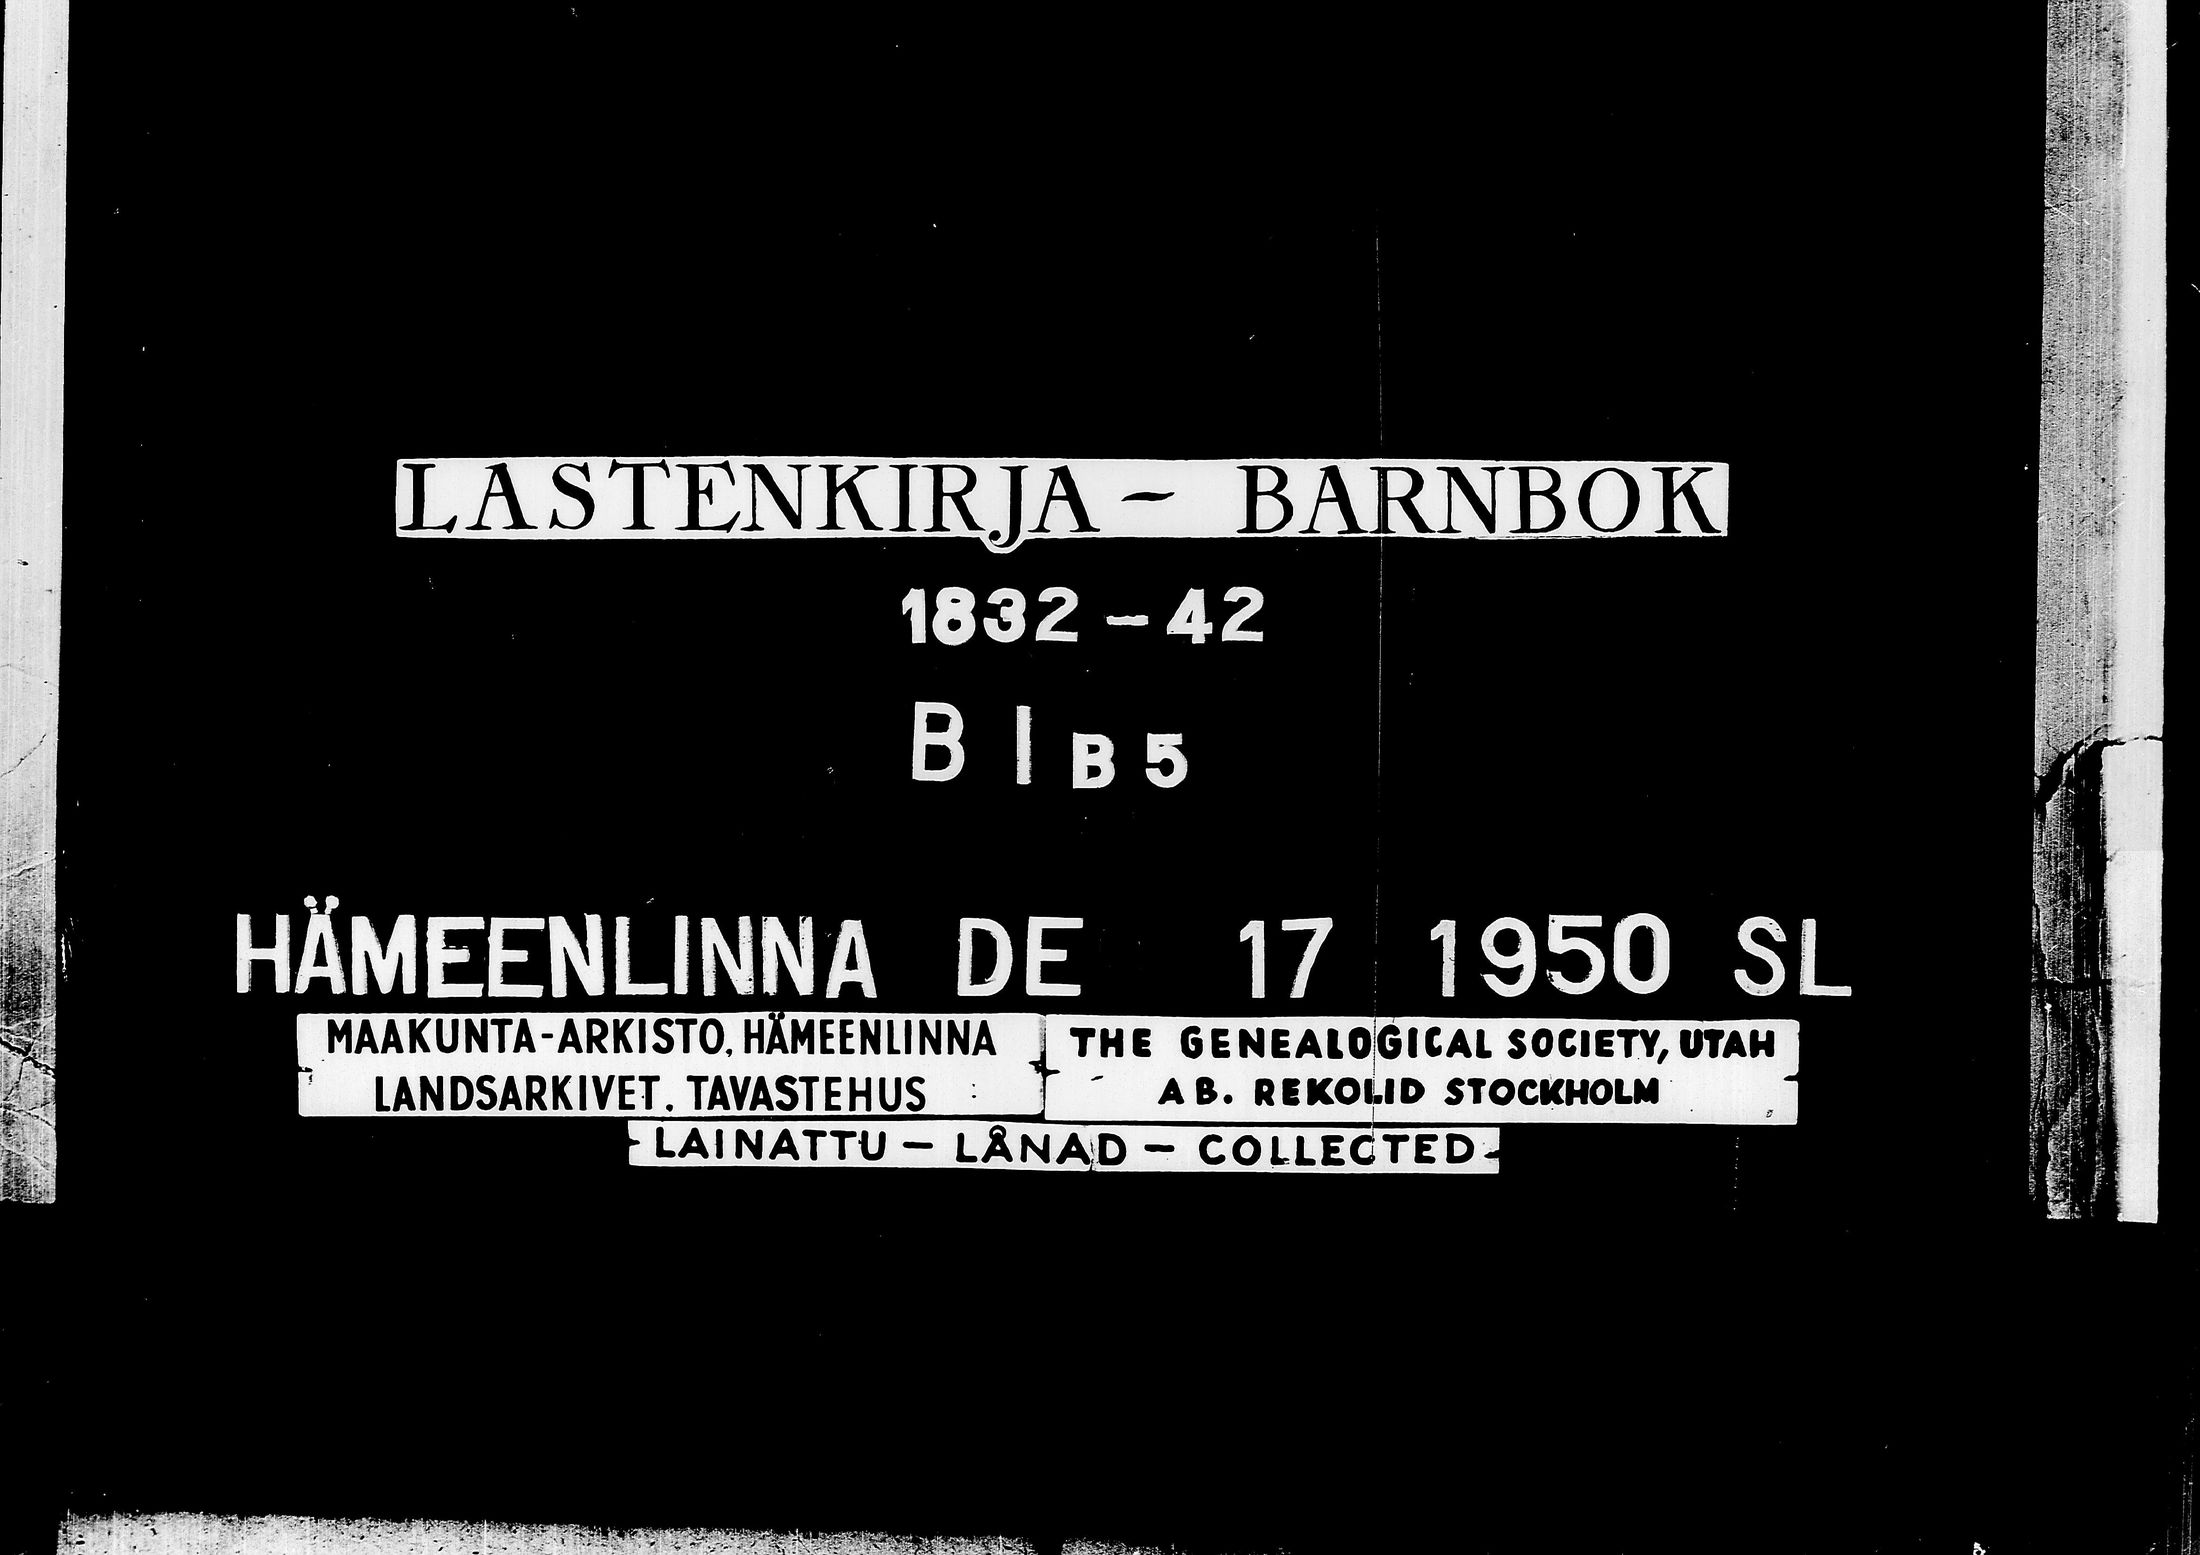 LASTENKIRJA - BARNBOK
1832 - 42
B I B 5
HÄMEENLINNA DE 17 1950 SL
MAAKUNTA-ARKISTO, HÄMEENLINNA
LANDSARKIVET. TAVASTEHUS
THE GENEALOGICAL SOCIETY, UTAH
AB. REKOLID STOCKHOLM
LAINATTU - LÅNAD - COLLECTED